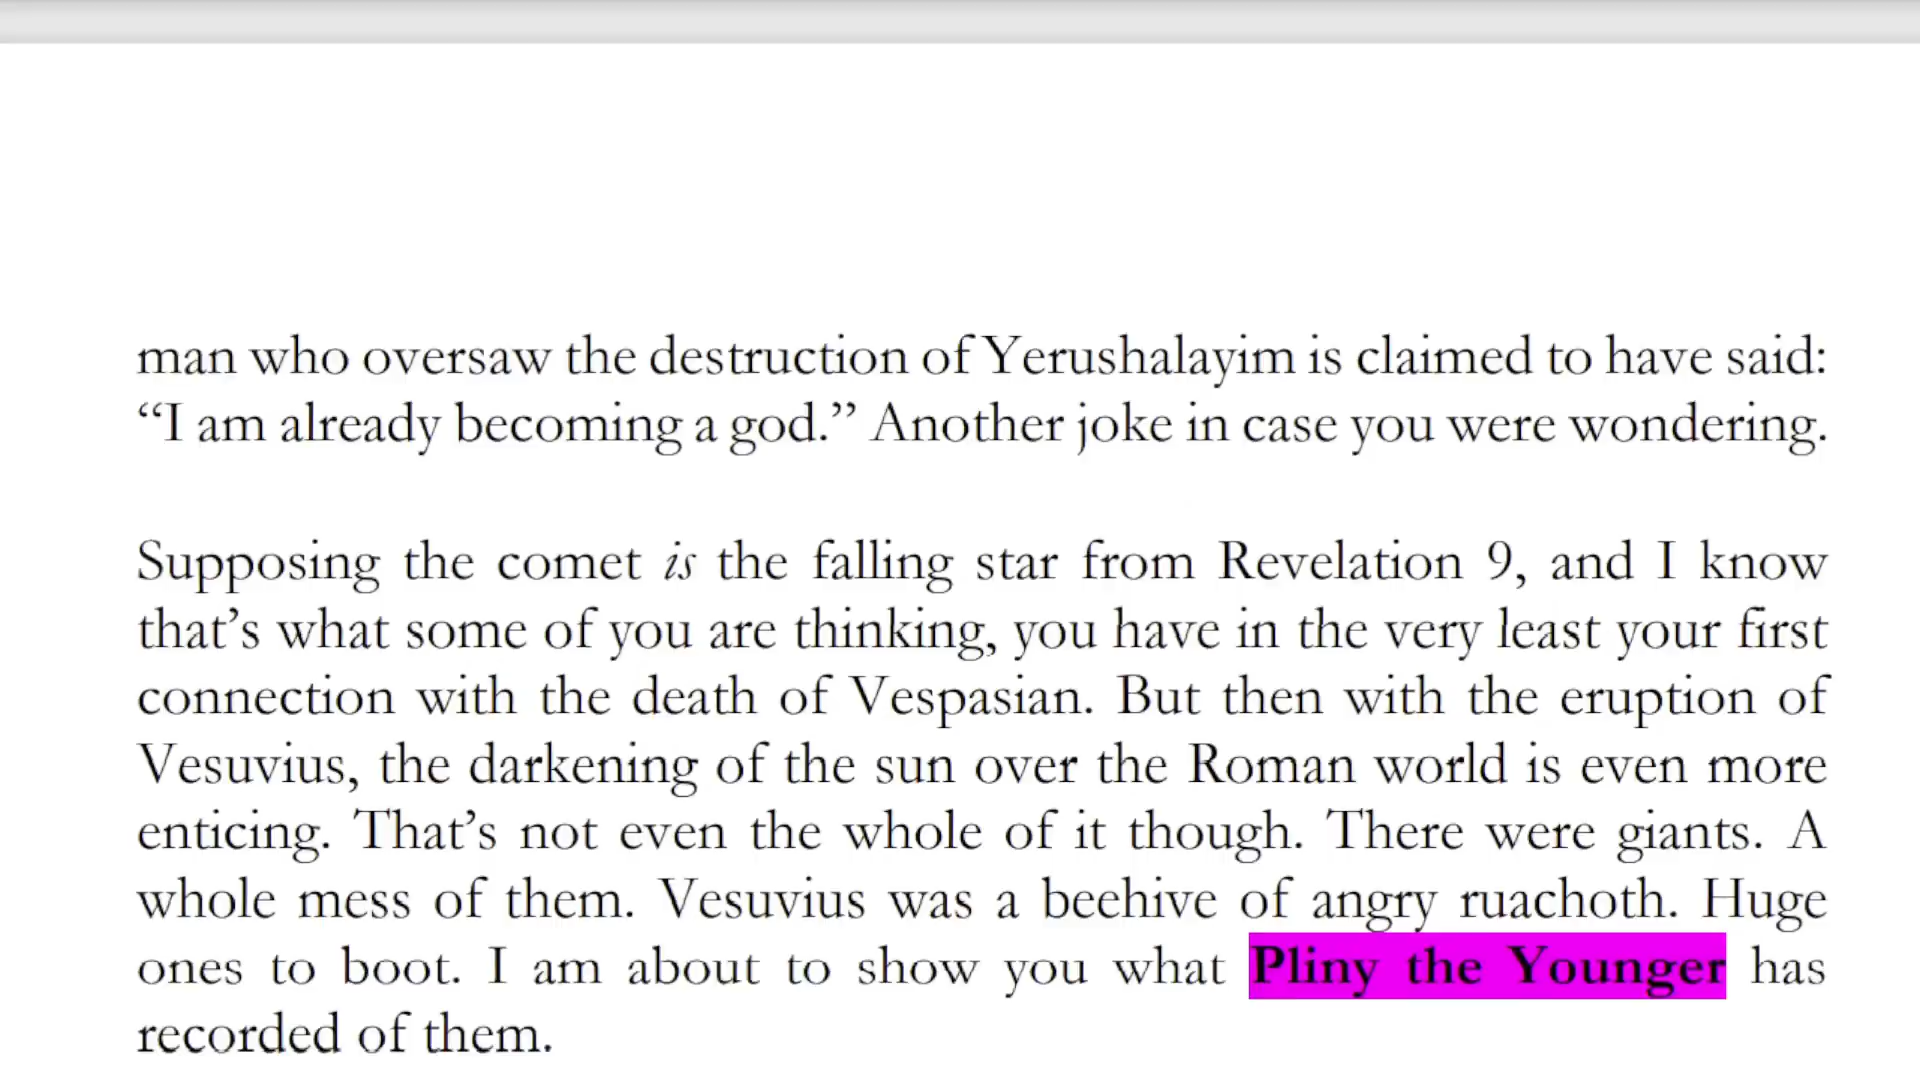 man who oversaw the destruction of Yerushalayim is claimed to have said:
“I am already becoming a god.” Another joke in case you were wondering.
Supposing the comet is the falling star from Revelation 9, and I know
that’s what some of you are thinking, you have in the very least your first
connection with the death of Vespasian. But then with the eruption of
Vesuvius, the darkening of the sun over the Roman world is even more
enticing. That’s not even the whole of it though. There were giants. A
whole mess of them. Vesuvius was a beehive of angry ruachoth. Huge
ones to boot. I am about to show you what Pliny the Younger has
recorded of them.